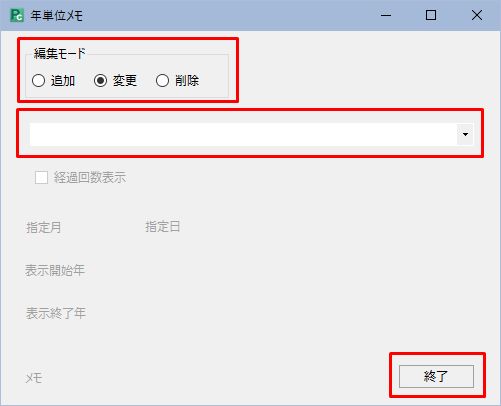 年単位ﾒﾓ
編集モード
追加 変更 削除
経過回数表示
指定月 指定日
表示開始年
表示終了年
メモ
終了